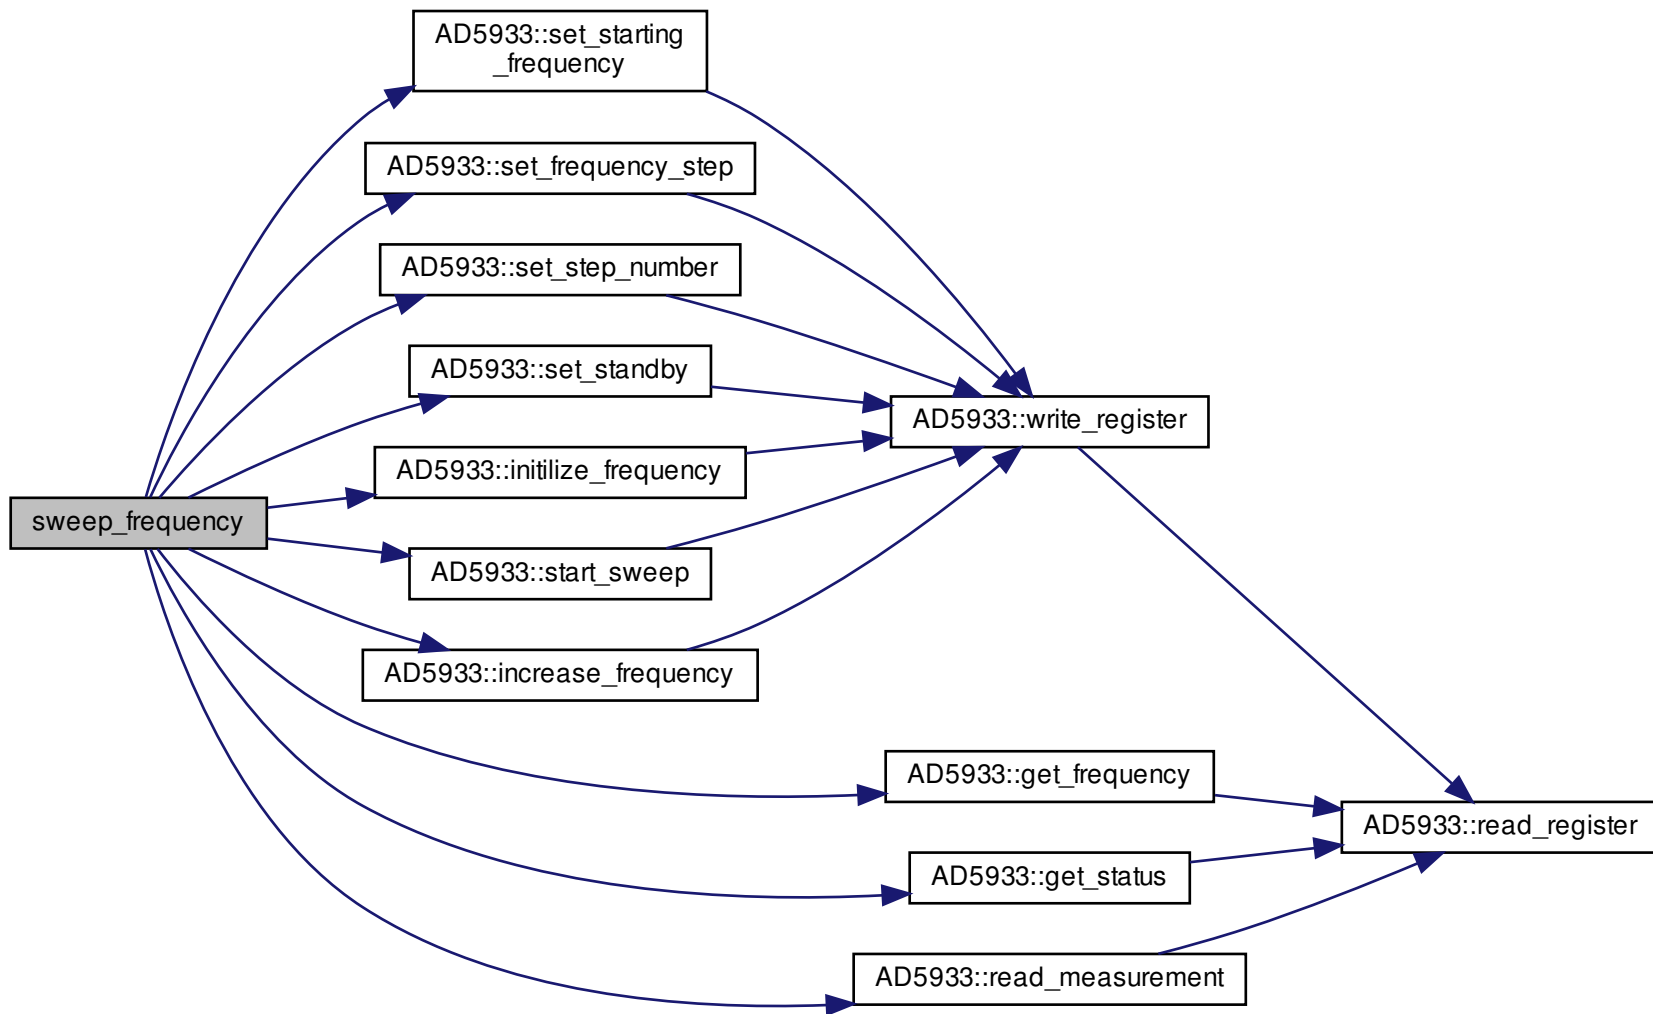 AD5933::set_starting
_frequency
AD5933::set_frequency_step
AD5933::set_step_number
AD5933::set_standby
AD5933::write_register
AD5933::initilize_frequency
sweep_frequency
AD5933::start_sweep
AD5933::increase_frequency
AD5933::get_frequency
AD5933::read_register
AD5933::get_status
AD5933::read_measurement